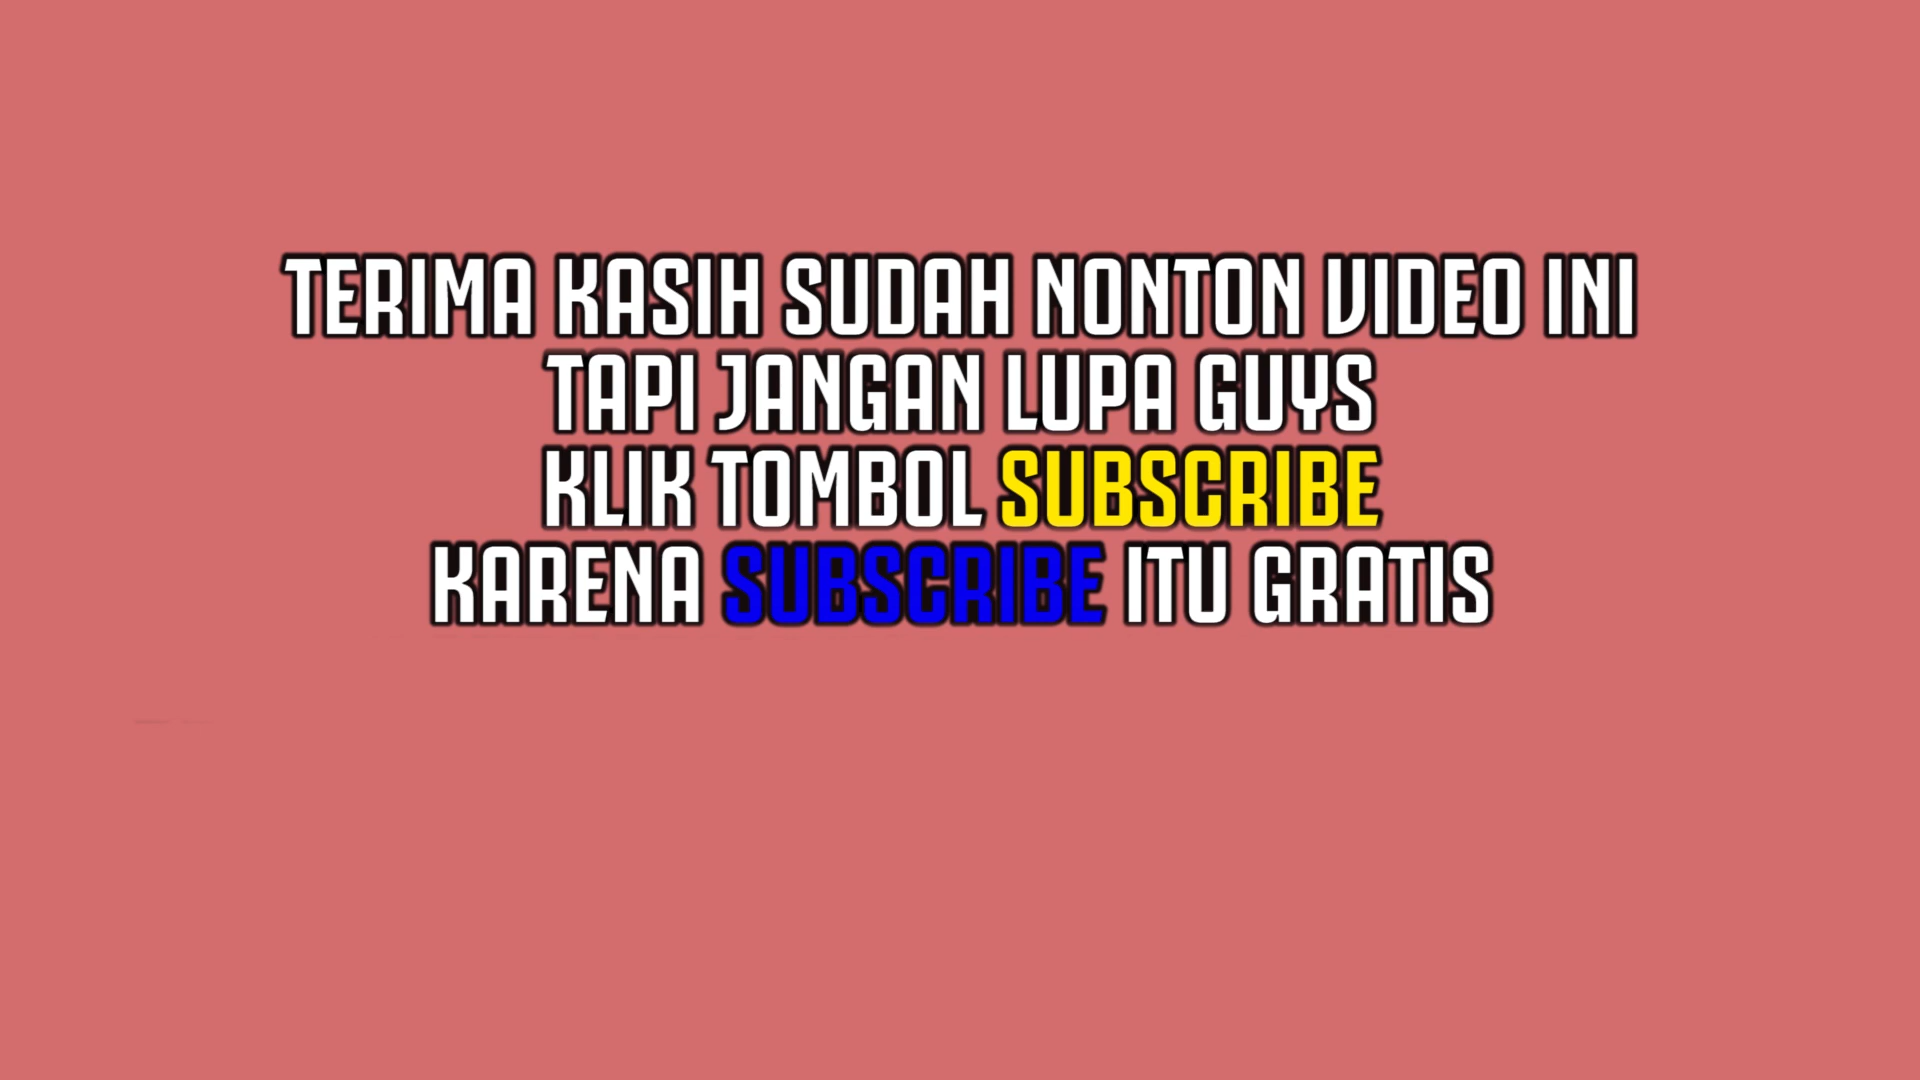 TERIMA KASIH SUDAH NONTON VIDEO INI
TAPI JANGAN LUPA GUYS
KLIK TOMBOL SUBSCRIBE
KARENA SUBSCRIBE ITU GRATIS